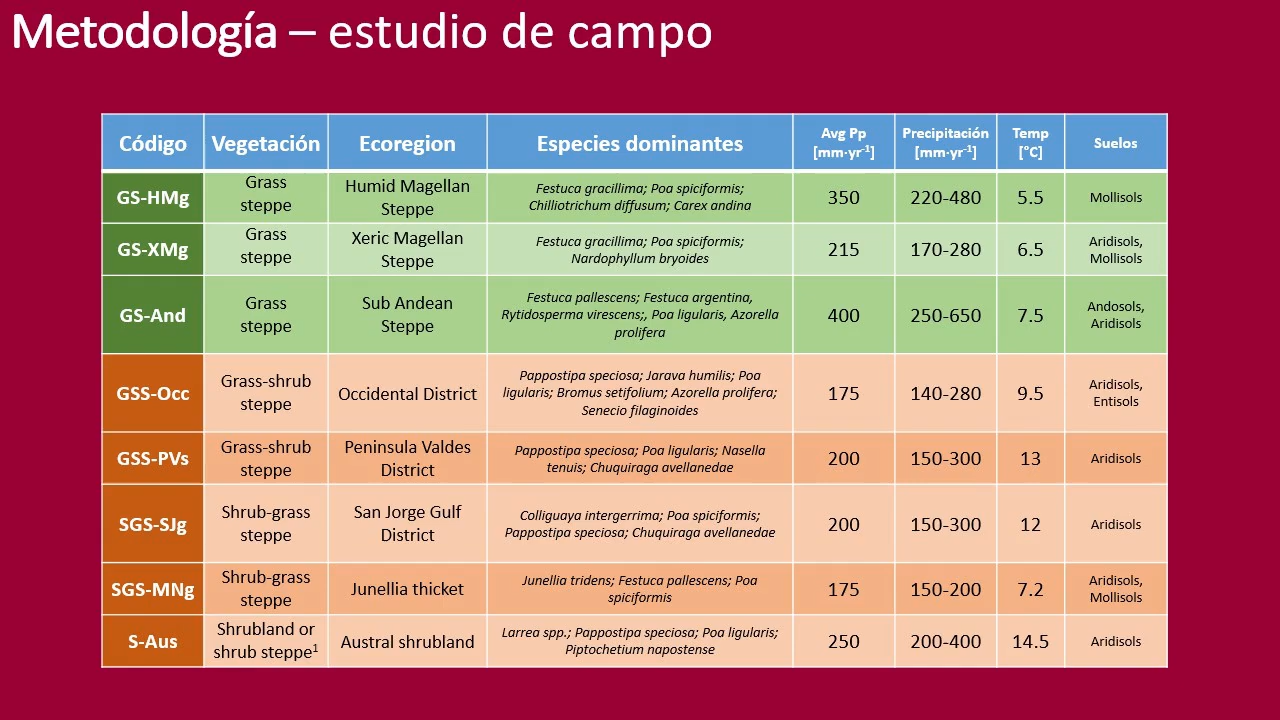 Metodología – estudio de campo
Código Vegetación Ecoregion Especies dominantes Avg Pp [mm·yr⁻¹] Precipitación [mm·yr⁻¹] Temp [°C] Suelos
GS-HMg Grass steppe Humid Magellan Steppe Festuca gracillima; Poa spiciformis; Chilliotrichum diffusum; Carex andina 350 220-480 5.5 Mollisols
GS-XMg Grass steppe Xeric Magellan Steppe Festuca gracillima; Poa spiciformis; Nardophyllum bryoides 215 170-280 6.5 Aridisols, Mollisols
GS-And Grass steppe Sub Andean Steppe Festuca pallescens; Festuca argentina, Rytidosperma virescens;, Poa ligularis, Azorella prolifera 400 250-650 7.5 Andosols, Aridisols
GSS-Occ Grass-shrub steppe Occidental District Pappostipa speciosa; Jarava humilis; Poa ligularis; Bromus setifolium; Azorella prolifera; Senecio filaginoides 175 140-280 9.5 Aridisols, Entisols
GSS-PVs Grass-shrub steppe Peninsula Valdes District Pappostipa speciosa; Poa ligularis; Nasella tenuis; Chuquiraga avellanedae 200 150-300 13 Aridisols
SGS-SJg Shrub-grass steppe San Jorge Gulf District Colliguaya intergerrima; Poa spiciformis; Pappostipa speciosa; Chuquiraga avellanedae 200 150-300 12 Aridisols
SGS-MNg Shrub-grass steppe Junellia thicket Junellia tridens; Festuca pallescens; Poa spiciformis 175 150-200 7.2 Aridisols, Mollisols
S-Aus Shrubland or shrub steppe¹ Austral shrubland Larrea spp.; Pappostipa speciosa; Poa ligularis; Piptochetium napostense 250 200-400 14.5 Aridisols